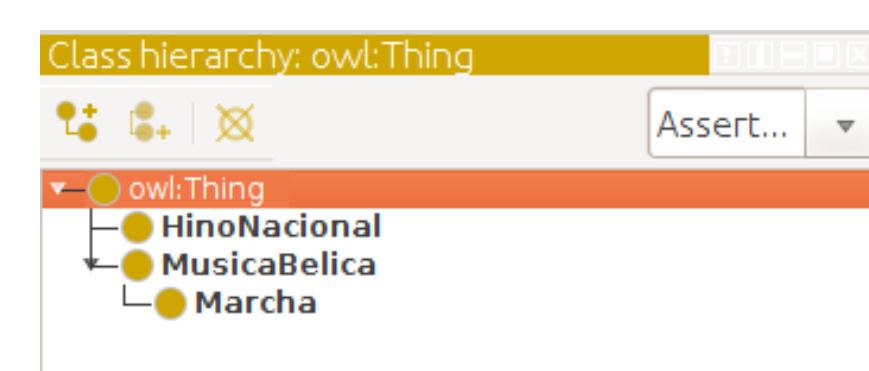 Class hierarchy: owl:Thing
Assert...
owl:Thing
HinoNacional
MusicaBelica
Marcha